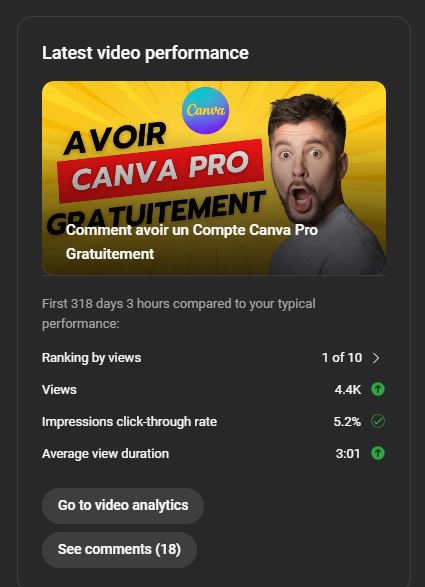 Latest video performance
Canva
AVOIR
CANVA PRO
GRATUITEMENT
Comment avoir un Compte Canva Pro
Gratuitement
First 318 days 3 hours compared to your typical
performance:
Ranking by views 1 of 10
Views 4.4K
Impressions click-through rate 5.2%
Average view duration 3:01
Go to video analytics
See comments (18)